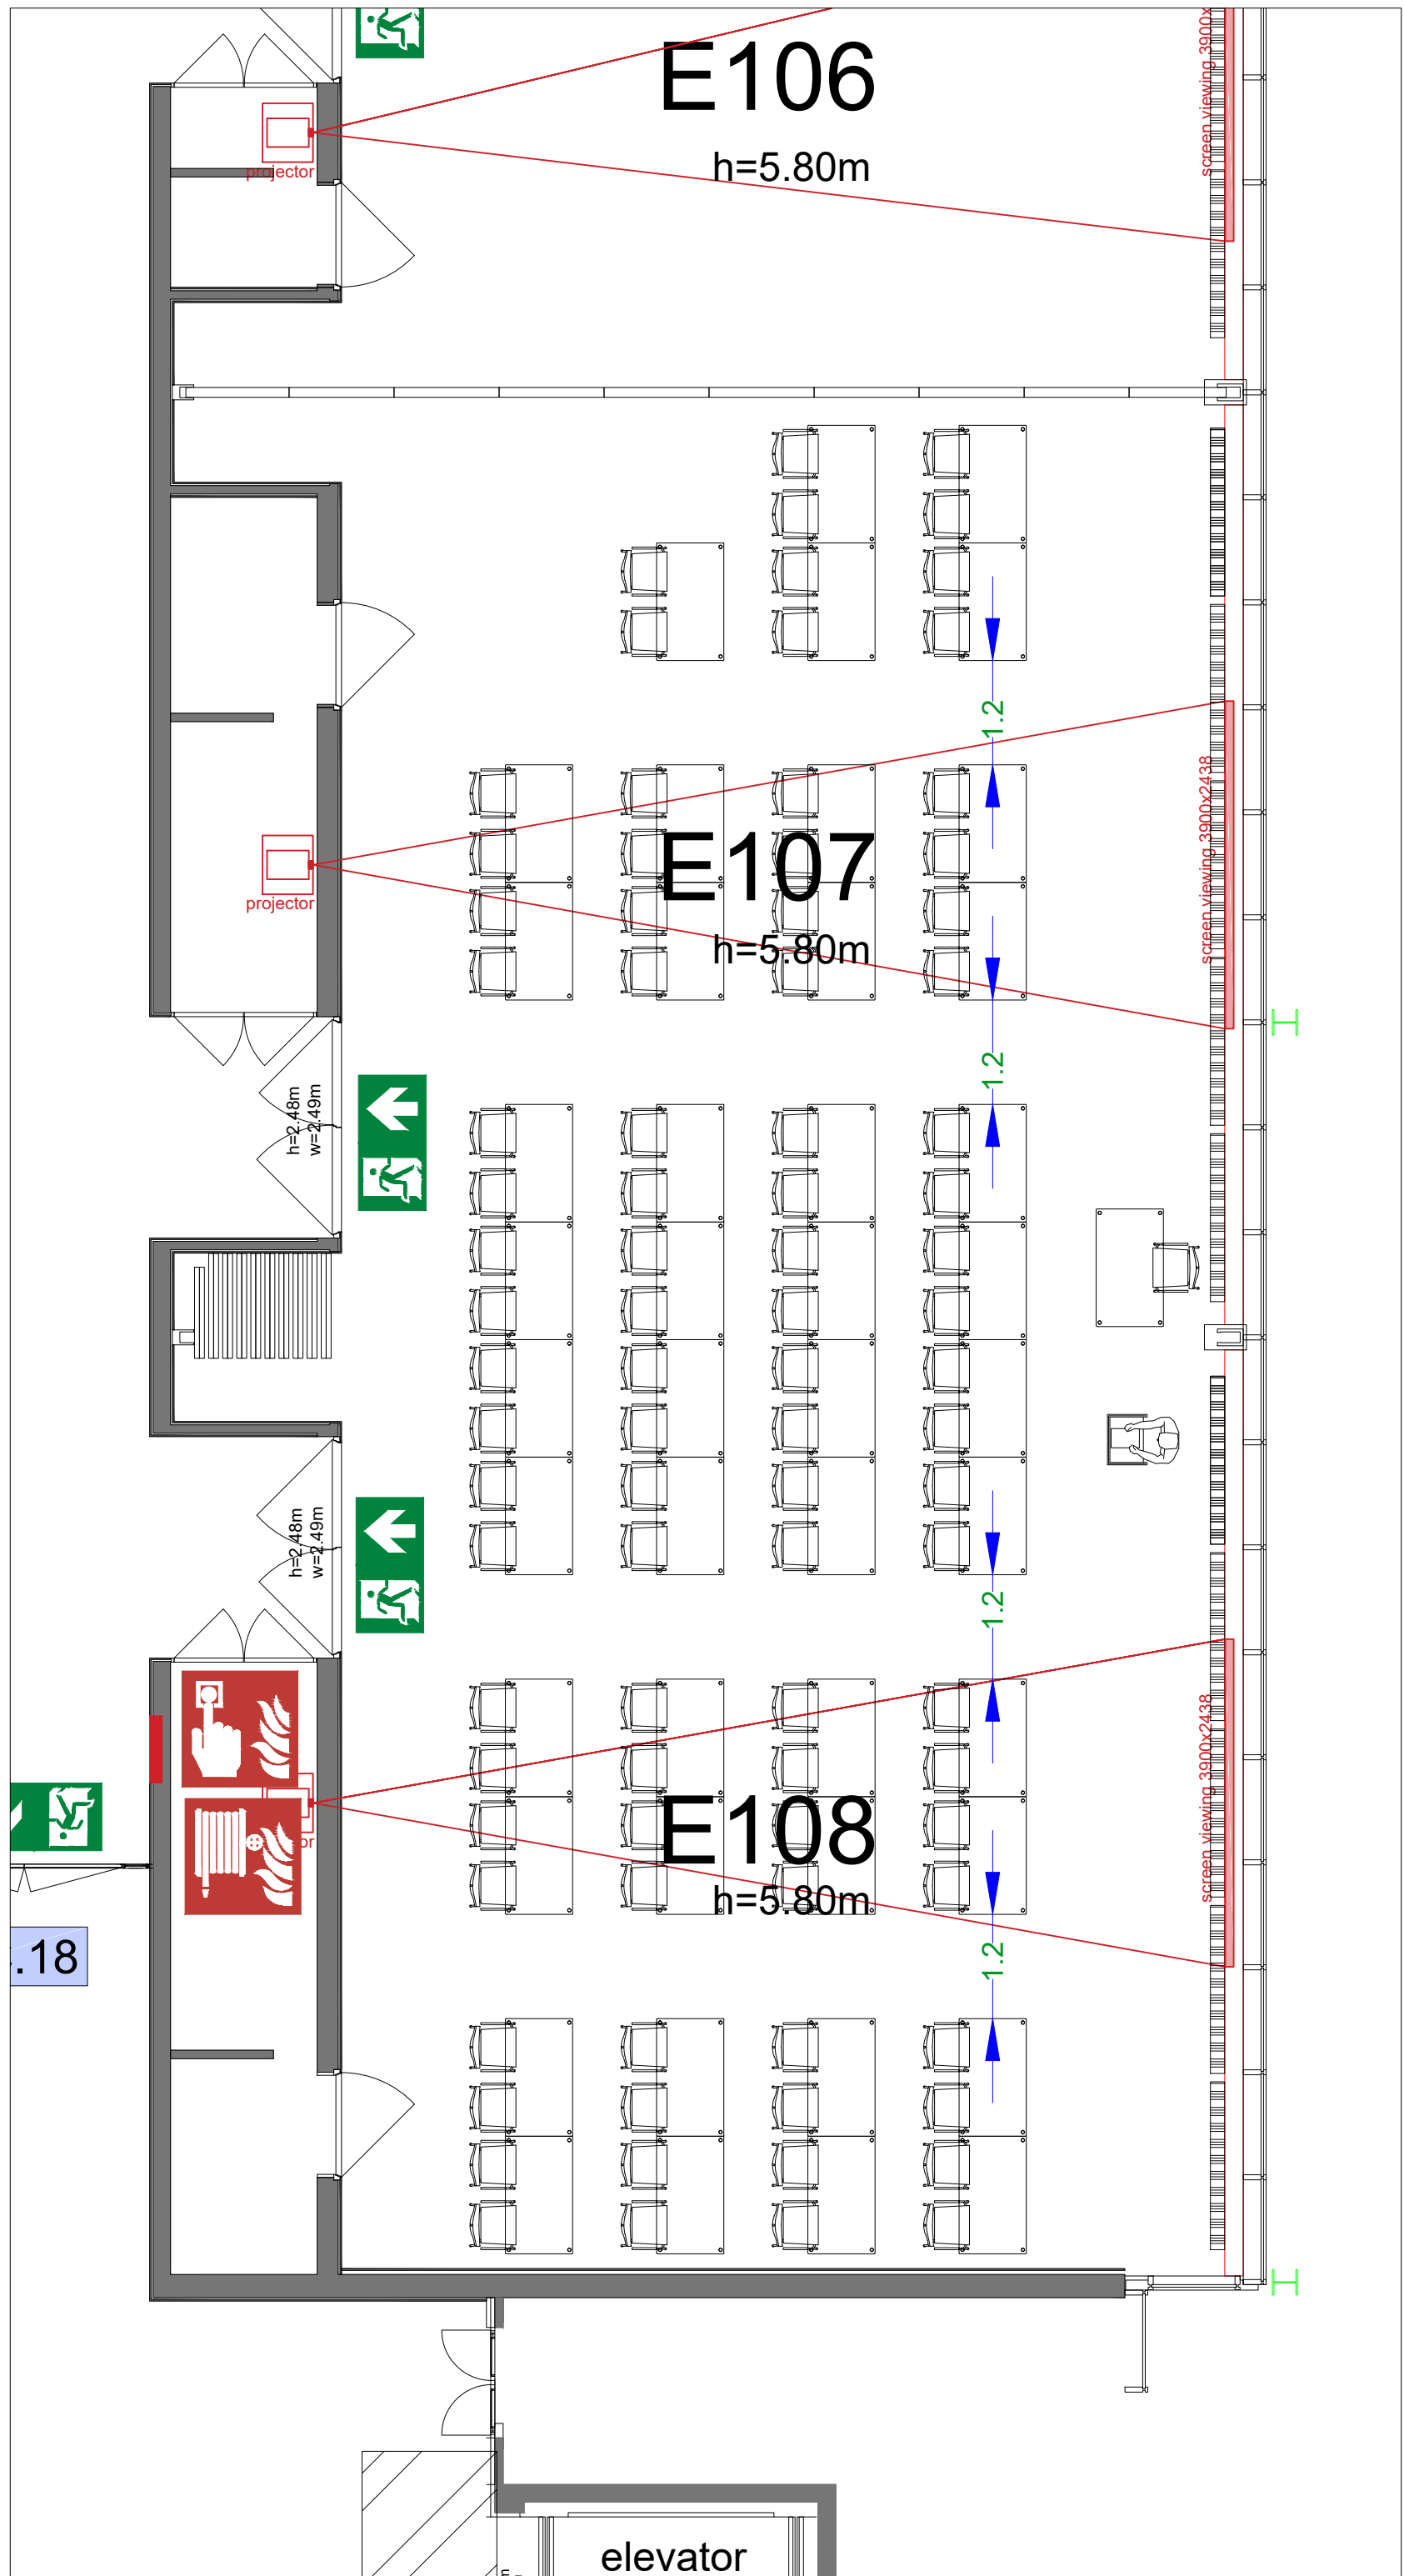 E106
h=5.80m
projector
screen viewing 3900x
1.2
screen viewing 3900x2438
E107
h=5.80m
projector
1.2
h=2.48m
w=2.49m
h=2.48m
w=2.49m
1.2
screen viewing 3900x2438
E108
h=5.80m
or
.18
1.2
elevator